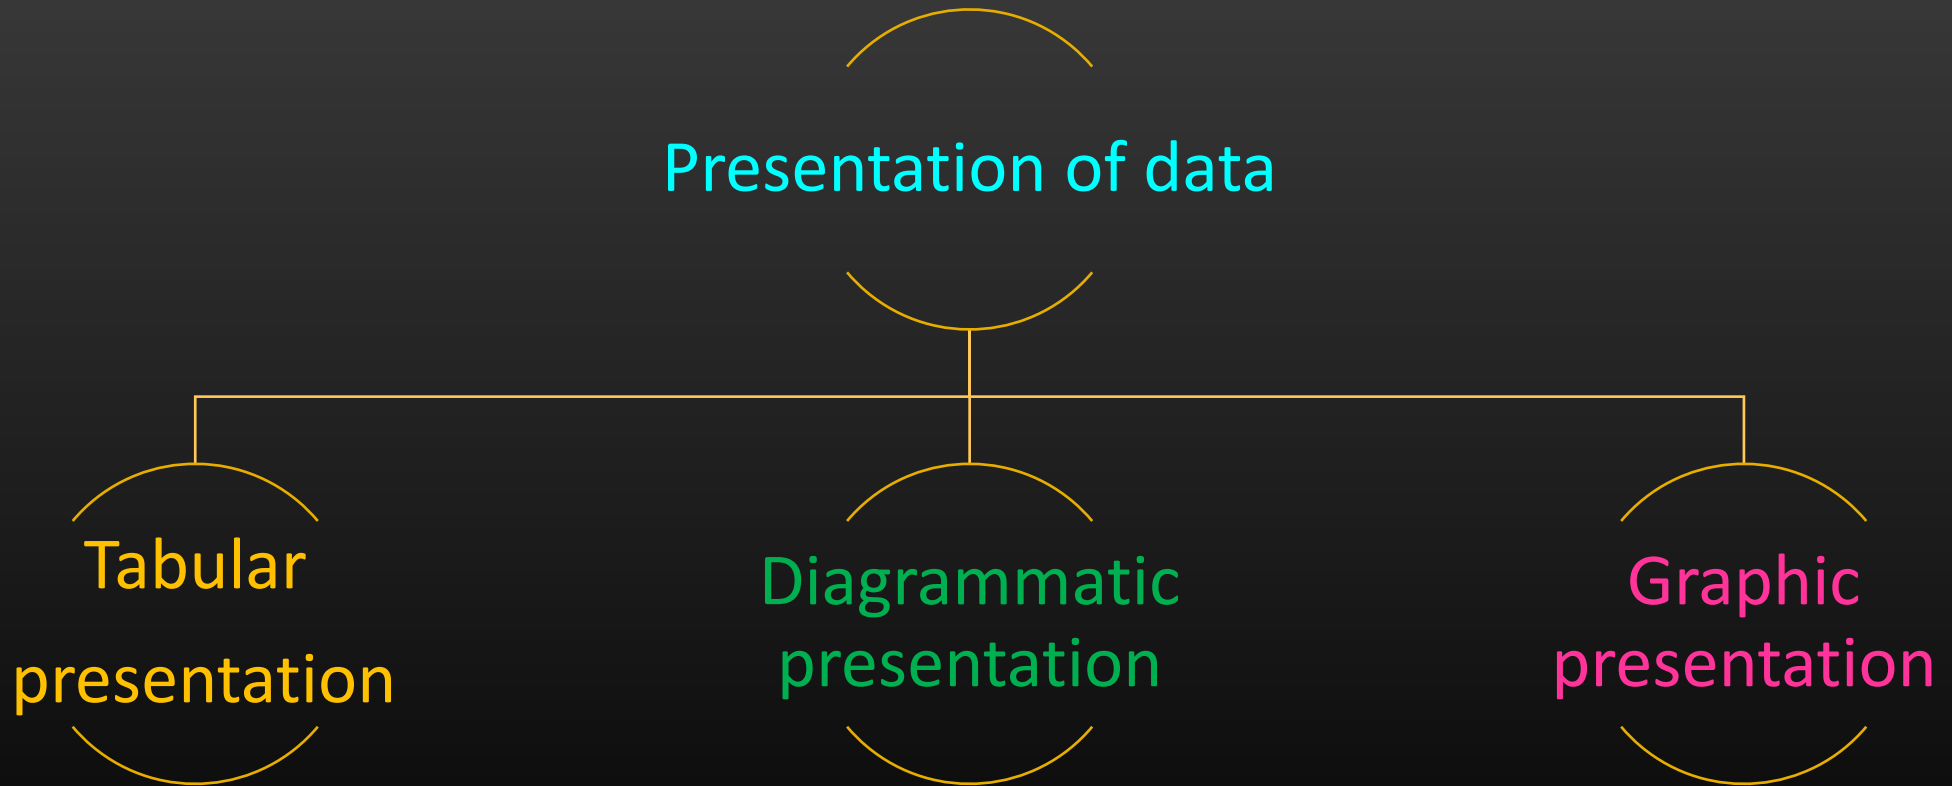 Presentation of data
Tabular
presentation
Diagrammatic
presentation
Graphic
presentation